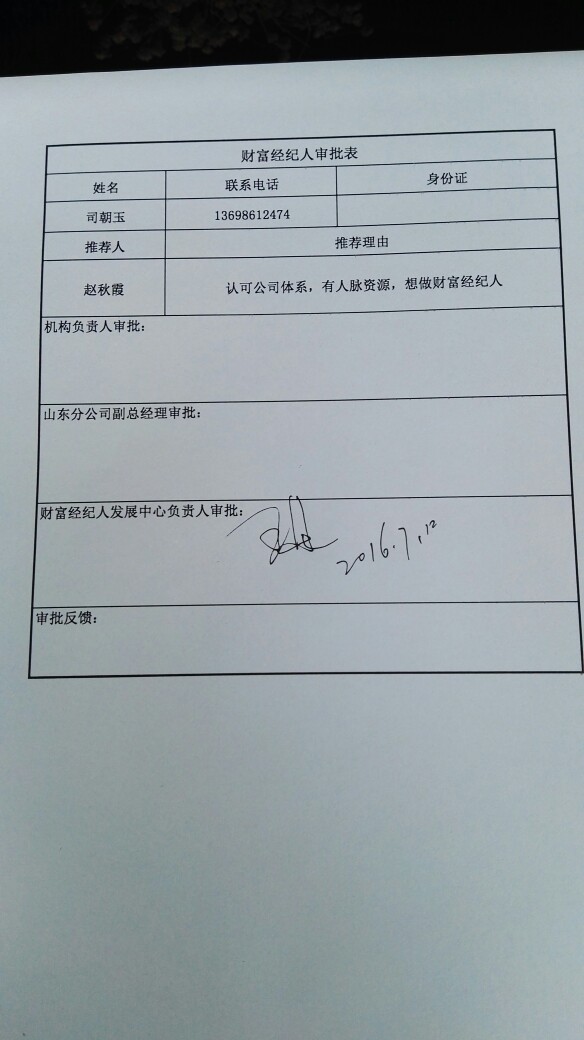 财富经纪人审批表
姓名 联系电话 身份证
司朝玉 13698612474
推荐人 推荐理由
赵秋霞 认可公司体系，有人脉资源，想做财富经纪人
机构负责人审批：
山东分公司副总经理审批：
财富经纪人发展中心负责人审批：
2016.7.12
审批反馈：